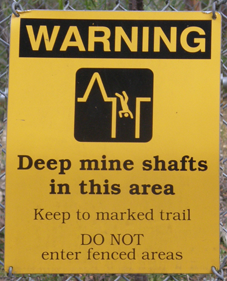 WARNING
Deep mine shafts
in this area
Keep to marked trail
DO NOT
enter fenced areas